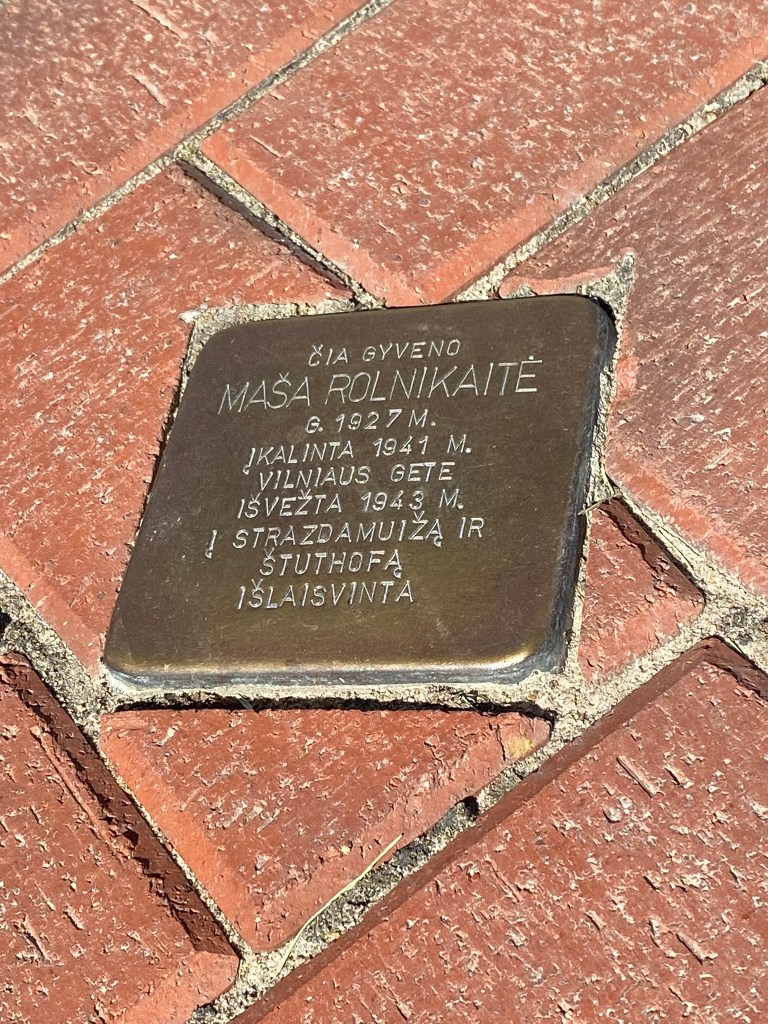 ČIA GYVENO
MAŠA ROLNIKAITĖ
G. 1927 M.
ĮKALINTA 1941 M.
VILNIAUS GETE
IŠVEŽTA 1943 M.
Į STRAZDAMUIŽĄ IR
ŠTUTHOFĄ
IŠLAISVINTA